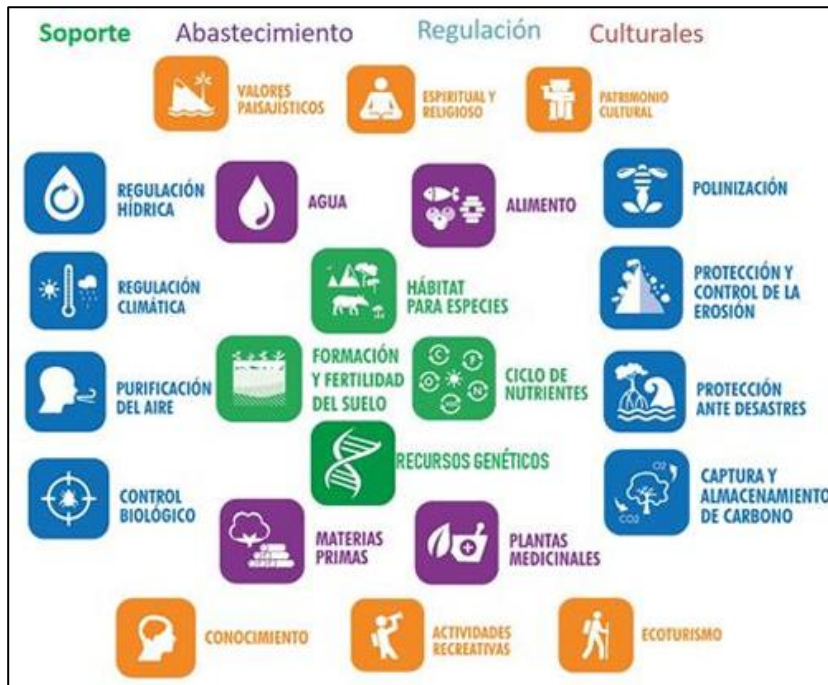 Soporte Abastecimiento Regulación Culturales
VALORES
PAISAJÍSTICOS
ESPIRITUAL Y
RELIGIOSO
PATRIMONIO
CULTURAL
REGULACIÓN
HÍDRICA
AGUA
ALIMENTO
POLINIZACIÓN
REGULACIÓN
CLIMÁTICA
HÁBITAT
PARA ESPECIES
PROTECCIÓN Y
CONTROL DE LA
EROSIÓN
PURIFICACIÓN
DEL AIRE
FORMACIÓN
Y FERTILIDAD
DEL SUELO
C
F
O
N
CICLO DE
NUTRIENTES
PROTECCIÓN
ANTE DESASTRES
CONTROL
BIOLÓGICO
RECURSOS GENÉTICOS
O2
CO2
CAPTURA Y
ALMACENAMIENTO
DE CARBONO
MATERIAS
PRIMAS
PLANTAS
MEDICINALES
CONOCIMIENTO
ACTIVIDADES
RECREATIVAS
ECOTURISMO